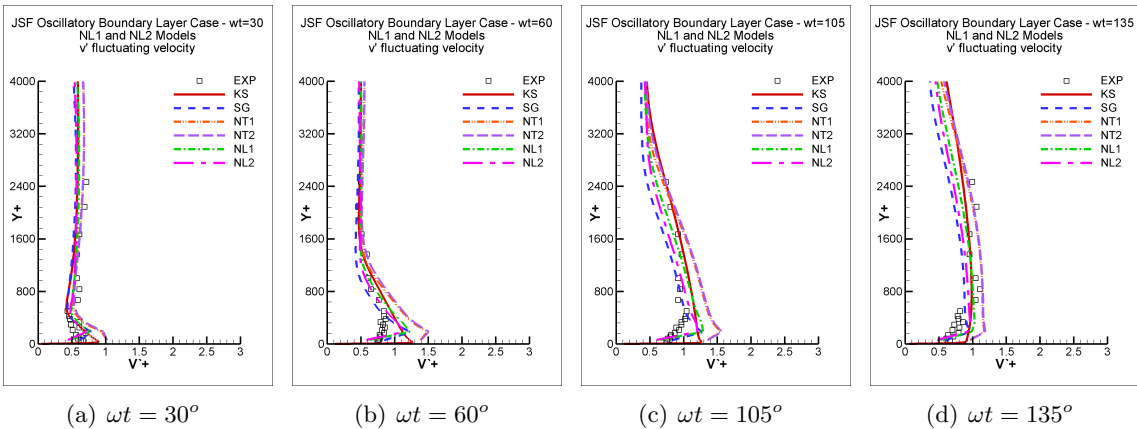 JSF Oscillatory Boundary Layer Case - wt=30
NL1 and NL2 Models
v' fluctuating velocity
4000
3200
2400
1600
800
0
Y+
EXP
KS
SG
NT1
NT2
NL1
NL2
0 0.5 1 1.5 2 2.5 3
V`+
(a) ωt = 30°
JSF Oscillatory Boundary Layer Case - wt=60
NL1 and NL2 Models
v' fluctuating velocity
4000
3200
2400
1600
800
0
Y+
EXP
KS
SG
NT1
NT2
NL1
NL2
0 0.5 1 1.5 2 2.5 3
V`+
(b) ωt = 60°
JSF Oscillatory Boundary Layer Case - wt=105
NL1 and NL2 Models
v' fluctuating velocity
4000
3200
2400
1600
800
0
Y+
EXP
KS
SG
NT1
NT2
NL1
NL2
0 0.5 1 1.5 2 2.5 3
V`+
(c) ωt = 105°
JSF Oscillatory Boundary Layer Case - wt=135
NL1 and NL2 Models
v' fluctuating velocity
4000
3200
2400
1600
800
0
Y+
EXP
KS
SG
NT1
NT2
NL1
NL2
0 0.5 1 1.5 2 2.5 3
V`+
(d) ωt = 135°